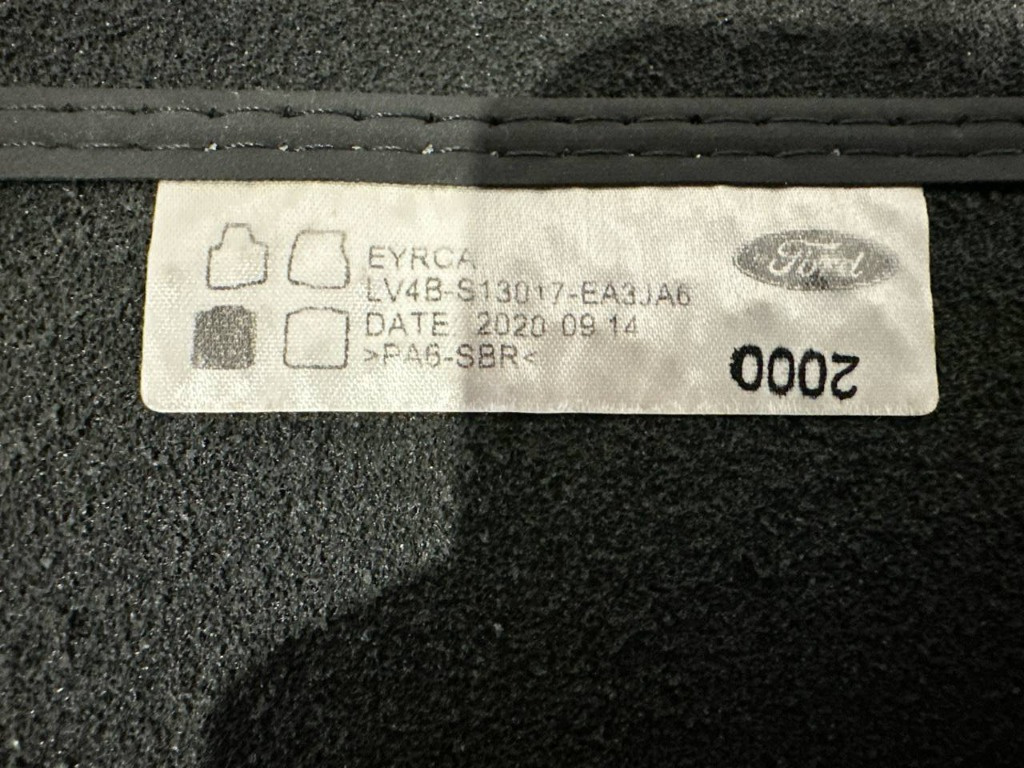 EYRCA
Ford
LV4B-S13017-EA3JA6
DATE 2020 09 14
>PA6-SBR<
2000